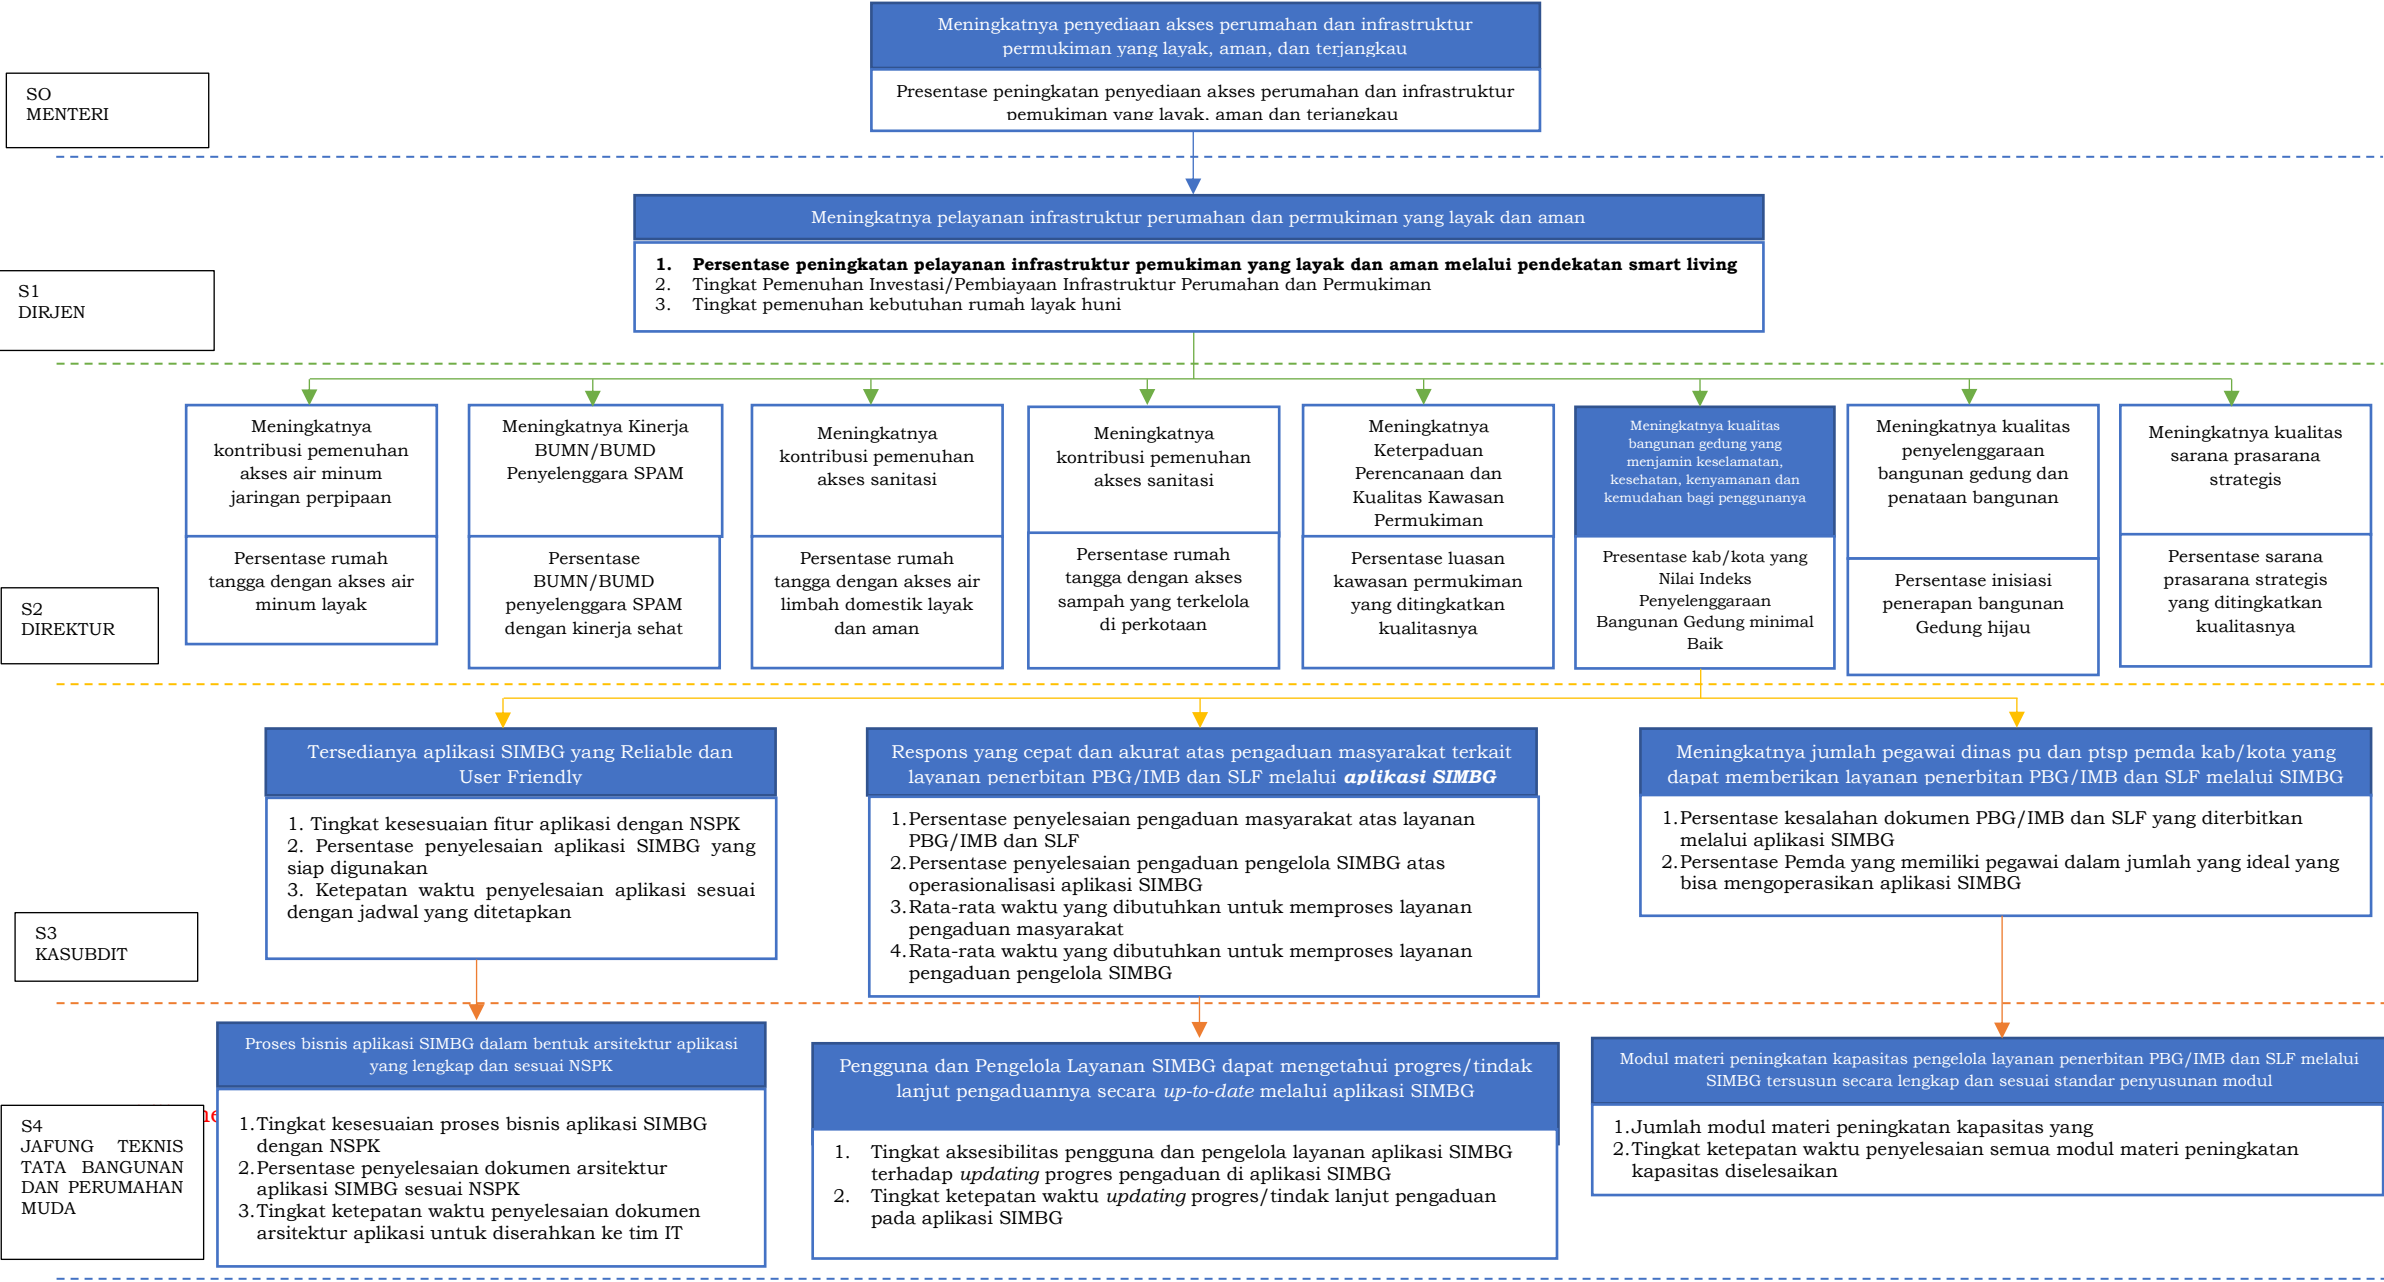 Meningkatnya penyediaan akses perumahan dan infrastruktur
permukiman yang layak, aman, dan terjangkau
Presentase peningkatan penyediaan akses perumahan dan infrastruktur
pemukiman yang layak, aman dan terjangkau
SO
MENTERI
Meningkatnya pelayanan infrastruktur perumahan dan permukiman yang layak dan aman
1. Persentase peningkatan pelayanan infrastruktur pemukiman yang layak dan aman melalui pendekatan smart living
2. Tingkat Pemenuhan Investasi/Pembiayaan Infrastruktur Perumahan dan Permukiman
3. Tingkat pemenuhan kebutuhan rumah layak huni
S1
DIRJEN
Meningkatnya
kontribusi pemenuhan
akses air minum
jaringan perpipaan
Persentase rumah
tangga dengan akses air
minum layak
Meningkatnya Kinerja
BUMN/BUMD
Penyelenggara SPAM
Persentase
BUMN/BUMD
penyelenggara SPAM
dengan kinerja sehat
Meningkatnya
kontribusi pemenuhan
akses sanitasi
Persentase rumah
tangga dengan akses air
limbah domestik layak
dan aman
Meningkatnya
kontribusi pemenuhan
akses sanitasi
Persentase rumah
tangga dengan akses
sampah yang terkelola
di perkotaan
Meningkatnya
Keterpaduan
Perencanaan dan
Kualitas Kawasan
Permukiman
Persentase luasan
kawasan permukiman
yang ditingkatkan
kualitasnya
Meningkatnya kualitas
bangunan gedung yang
menjamin keselamatan,
kesehatan, kenyamanan dan
kemudahan bagi penggunanya
Presentase kab/kota yang
Nilai Indeks
Penyelenggaraan
Bangunan Gedung minimal
Baik
Meningkatnya kualitas
penyelenggaraan
bangunan gedung dan
penataan bangunan
Persentase inisiasi
penerapan bangunan
Gedung hijau
Meningkatnya kualitas
sarana prasarana
strategis
Persentase sarana
prasarana strategis
yang ditingkatkan
kualitasnya
S2
DIREKTUR
Tersedianya aplikasi SIMBG yang Reliable dan
User Friendly
1. Tingkat kesesuaian fitur aplikasi dengan NSPK
2. Persentase penyelesaian aplikasi SIMBG yang
siap digunakan
3. Ketepatan waktu penyelesaian aplikasi sesuai
dengan jadwal yang ditetapkan
Respons yang cepat dan akurat atas pengaduan masyarakat terkait
layanan penerbitan PBG/IMB dan SLF melalui aplikasi SIMBG
1.Persentase penyelesaian pengaduan masyarakat atas layanan
PBG/IMB dan SLF
2.Persentase penyelesaian pengaduan pengelola SIMBG atas
operasionalisasi aplikasi SIMBG
3.Rata-rata waktu yang dibutuhkan untuk memproses layanan
pengaduan masyarakat
4.Rata-rata waktu yang dibutuhkan untuk memproses layanan
pengaduan pengelola SIMBG
Meningkatnya jumlah pegawai dinas pu dan ptsp pemda kab/kota yang
dapat memberikan layanan penerbitan PBG/IMB dan SLF melalui SIMBG
1.Persentase kesalahan dokumen PBG/IMB dan SLF yang diterbitkan
melalui aplikasi SIMBG
2.Persentase Pemda yang memiliki pegawai dalam jumlah yang ideal yang
bisa mengoperasikan aplikasi SIMBG
S3
KASUBDIT
Proses bisnis aplikasi SIMBG dalam bentuk arsitektur aplikasi
yang lengkap dan sesuai NSPK
1.Tingkat kesesuaian proses bisnis aplikasi SIMBG
dengan NSPK
2.Persentase penyelesaian dokumen arsitektur
aplikasi SIMBG sesuai NSPK
3.Tingkat ketepatan waktu penyelesaian dokumen
arsitektur aplikasi untuk diserahkan ke tim IT
Pengguna dan Pengelola Layanan SIMBG dapat mengetahui progres/tindak
lanjut pengaduannya secara up-to-date melalui aplikasi SIMBG
1. Tingkat aksesibilitas pengguna dan pengelola layanan aplikasi SIMBG
terhadap updating progres pengaduan di aplikasi SIMBG
2. Tingkat ketepatan waktu updating progres/tindak lanjut pengaduan
pada aplikasi SIMBG
Modul materi peningkatan kapasitas pengelola layanan penerbitan PBG/IMB dan SLF melalui
SIMBG tersusun secara lengkap dan sesuai standar penyusunan modul
1.Jumlah modul materi peningkatan kapasitas yang
2.Tingkat ketepatan waktu penyelesaian semua modul materi peningkatan
kapasitas diselesaikan
S4
JAFUNG TEKNIS
TATA BANGUNAN
DAN PERUMAHAN
MUDA